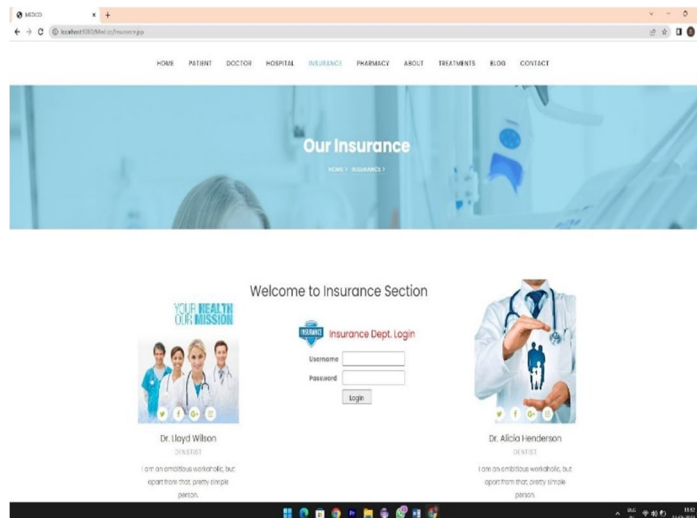 MEDICO
localhost
HOME PATIENT DOCTOR HOSPITAL INSURANCE PHARMACY ABOUT TREATMENTS BLOG CONTACT
Our Insurance
HOME > INSURANCE >
Welcome to Insurance Section
YOUR HEALTH
OUR MISSION
INSURANCE
Insurance Dept. Login
Username
Password
Login
Dr. Lloyd Wilson
DENTIST
I am an ambitious workaholic, but
apart from that, pretty simple
person.
Dr. Alicia Henderson
DENTIST
I am an ambitious workaholic, but
apart from that, pretty simple
person.